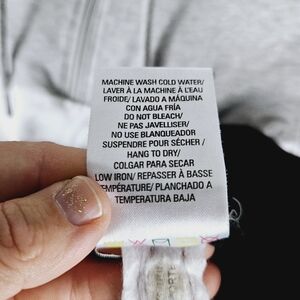 MACHINE WASH COLD WATER/
LAVER À LA MACHINE À L'EAU
FROIDE/ LAVADO A MÁQUINA
CON AGUA FRÍA
DO NOT BLEACH/
NE PAS JAVELLISER/
NO USE BLANQUEADOR
SUSPENDRE POUR SÉCHER /
HANG TO DRY/
COLGAR PARA SECAR
LOW IRON/ REPASSER À BASSE
TEMPÉRATURE/ PLANCHADO A
TEMPERATURA BAJA